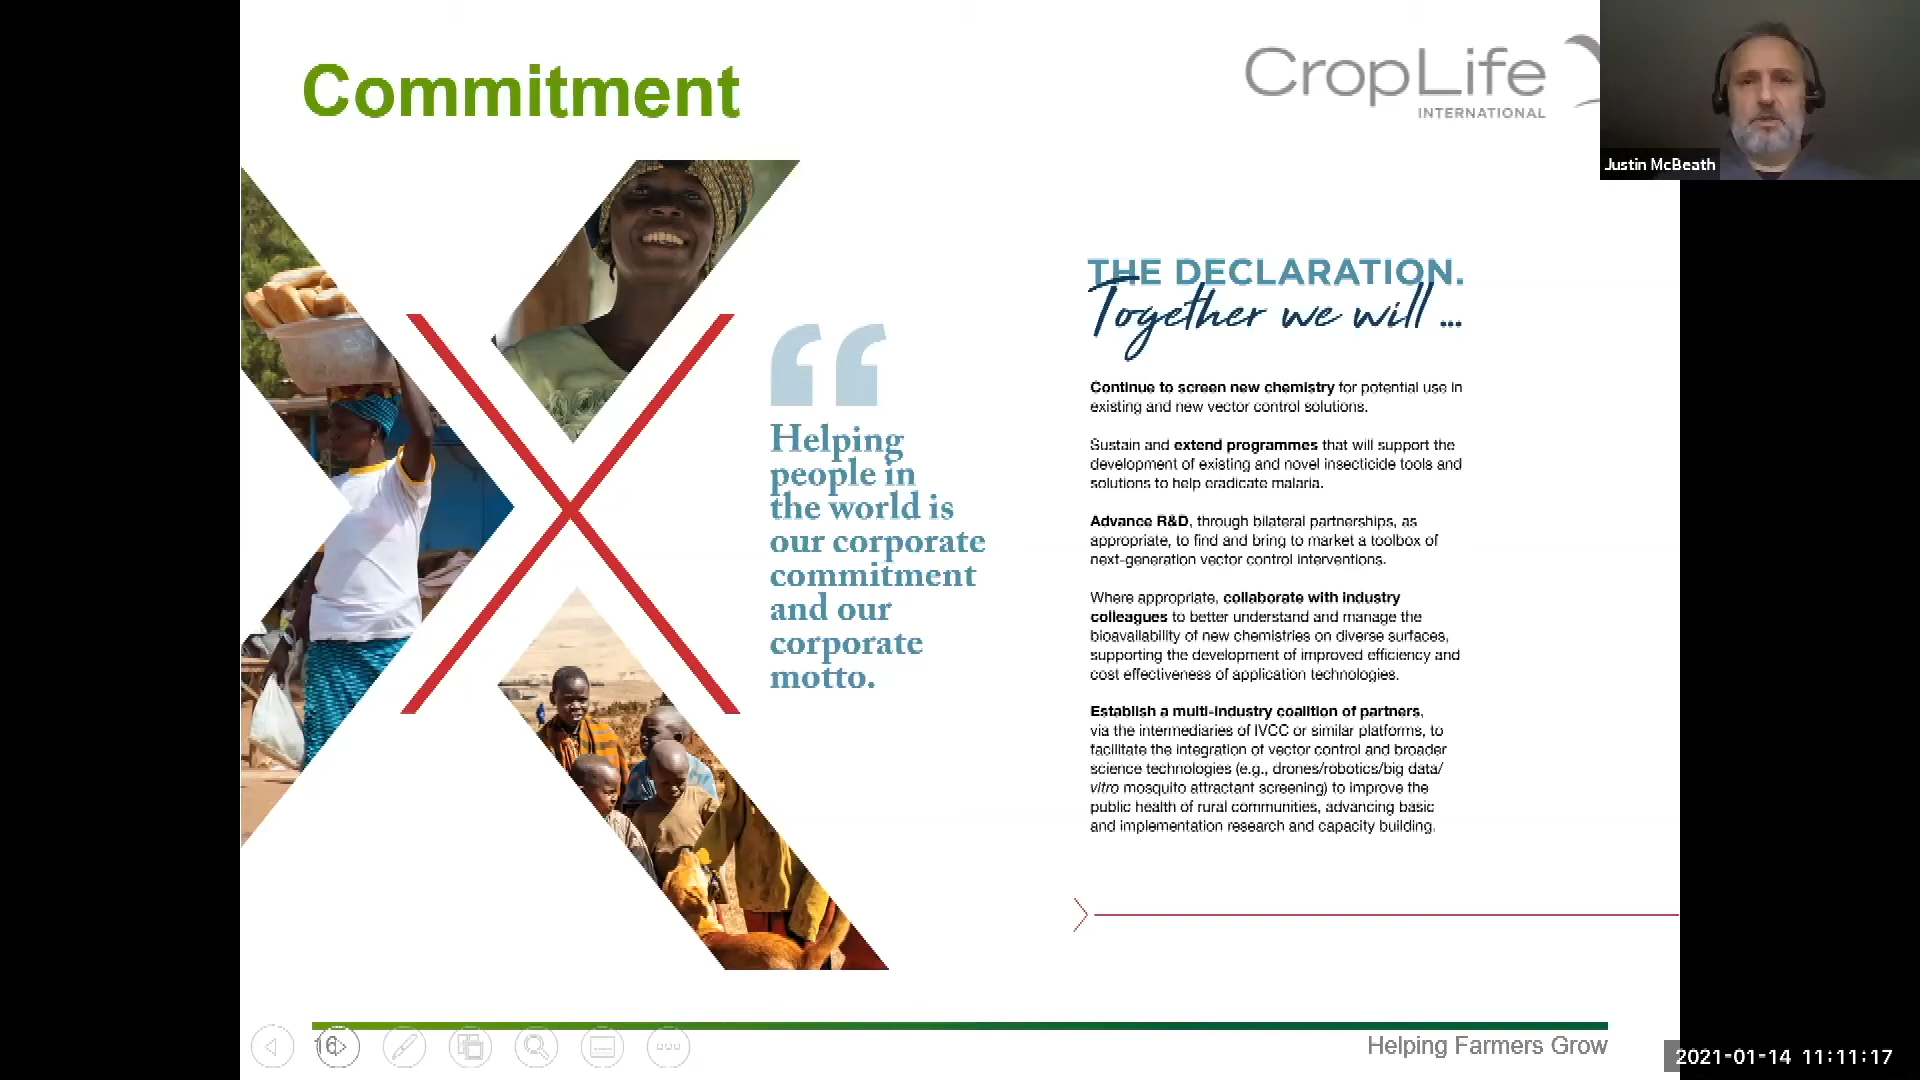 Commitment
CropLife
INTERNATIONAL
Justin McBeath
“
Helping
people in
the world is
our corporate
commitment
and our
corporate
motto.
THE DECLARATION.
Together we will ...
Continue to screen new chemistry for potential use in
existing and new vector control solutions.
Sustain and extend programmes that will support the
development of existing and novel insecticide tools and
solutions to help eradicate malaria.
Advance R&D, through bilateral partnerships, as
appropriate, to find and bring to market a toolbox of
next-generation vector control interventions.
Where appropriate, collaborate with industry
colleagues to better understand and manage the
bioavailability of new chemistries on diverse surfaces,
supporting the development of improved efficiency and
cost effectiveness of application technologies.
Establish a multi-industry coalition of partners,
via the intermediaries of IVCC or similar platforms, to
facilitate the integration of vector control and broader
science technologies (e.g., drones/robotics/big data/
vitro mosquito attractant screening) to improve the
public health of rural communities, advancing basic
and implementation research and capacity building.
16
Helping Farmers Grow
2021-01-14 11:11:17